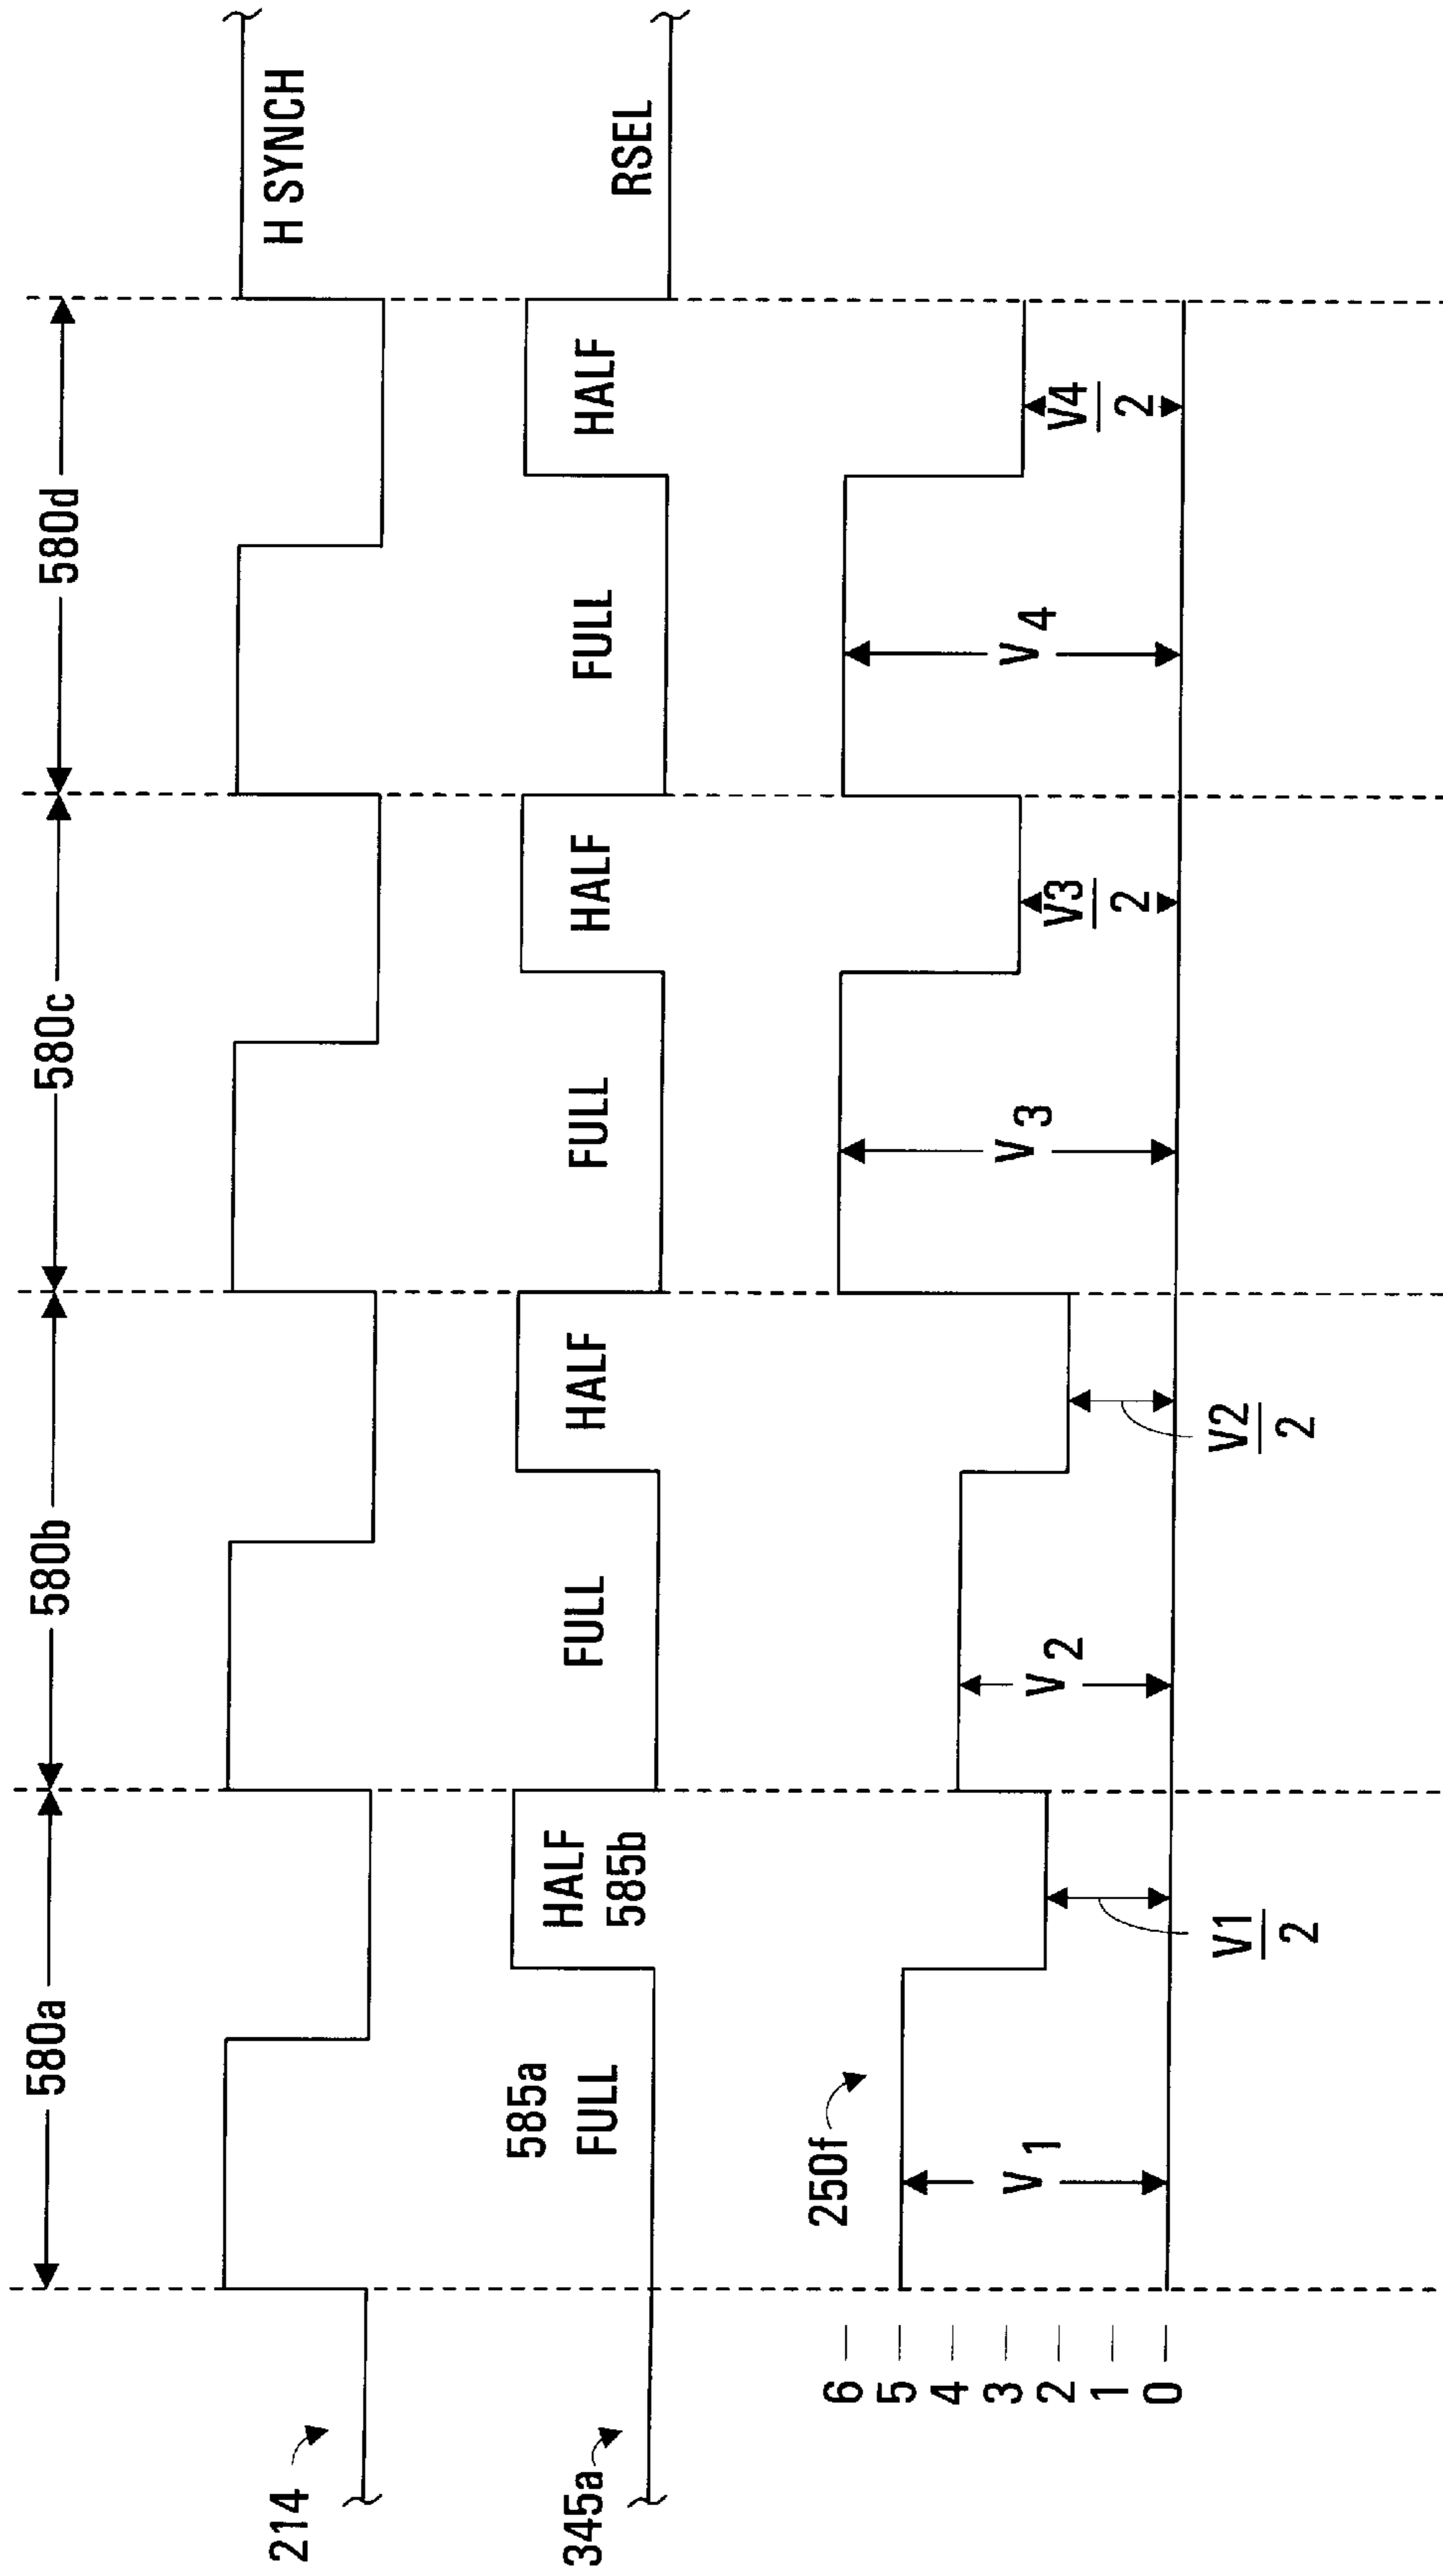 580a 580b 580c 580d
214
H SYNCH
345a
585a
FULL
HALF
585b
FULL
HALF
FULL
HALF
FULL
HALF
RSEL
250f
6
5
4
3
2
1
0
V1
V1
2
V2
V2
2
V3
V3
2
V4
V4
2